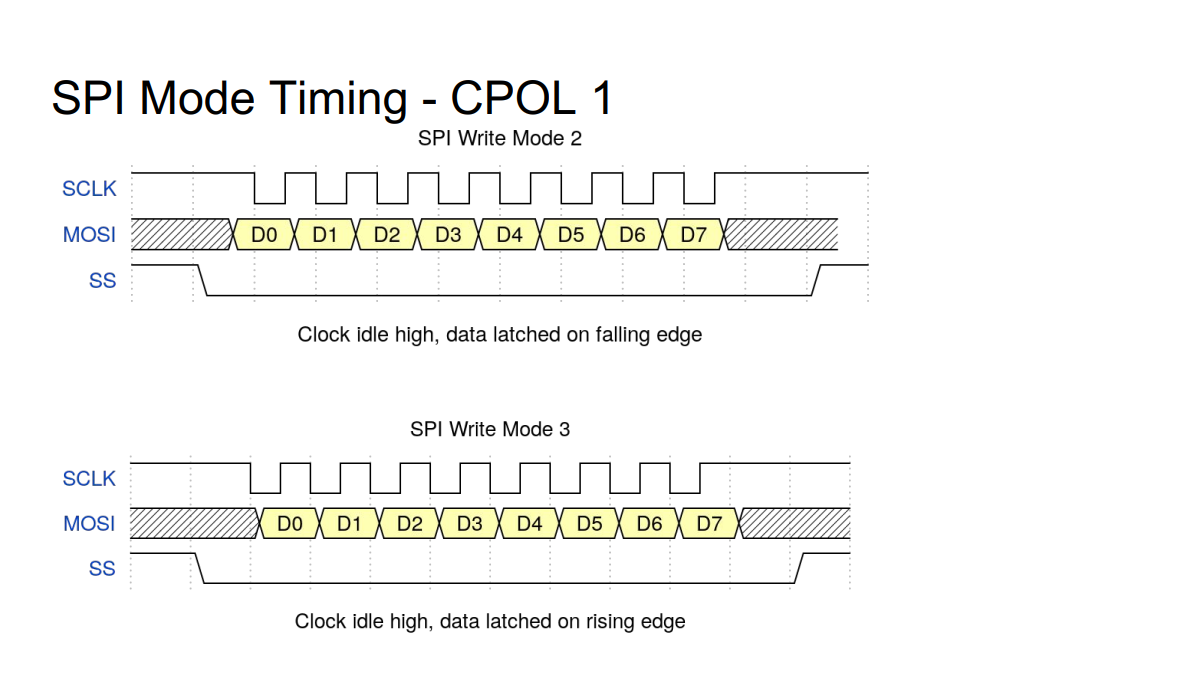 SPI Mode Timing - CPOL 1
SPI Write Mode 2
SCLK
MOSI D0 D1 D2 D3 D4 D5 D6 D7
SS
Clock idle high, data latched on falling edge
SPI Write Mode 3
SCLK
MOSI D0 D1 D2 D3 D4 D5 D6 D7
SS
Clock idle high, data latched on rising edge